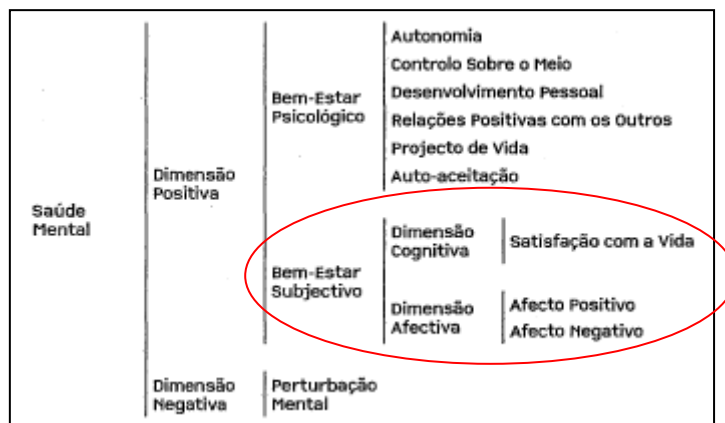 Saúde
Mental
Dimensão
Positiva
Bem-Estar
Psicológico
Autonomia
Controlo Sobre o Meio
Desenvolvimento Pessoal
Relações Positivas com os Outros
Projecto de Vida
Auto-aceitação
Bem-Estar
Subjectivo
Dimensão
Cognitiva
Satisfação com a Vida
Dimensão
Afectiva
Afecto Positivo
Afecto Negativo
Dimensão
Negativa
Perturbação
Mental